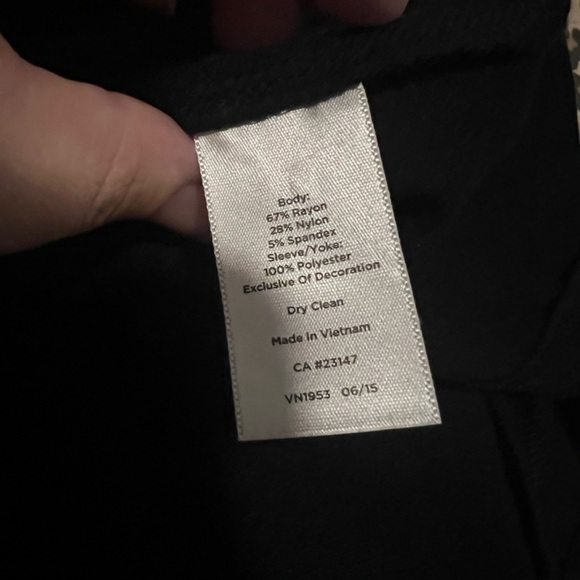 Body:
67% Rayon
28% Nylon
5% Spandex
Sleeve/Yoke:
100% Polyester
Exclusive Of Decoration
Dry Clean
Made In Vietnam
CA #23147
VN1953 06/15